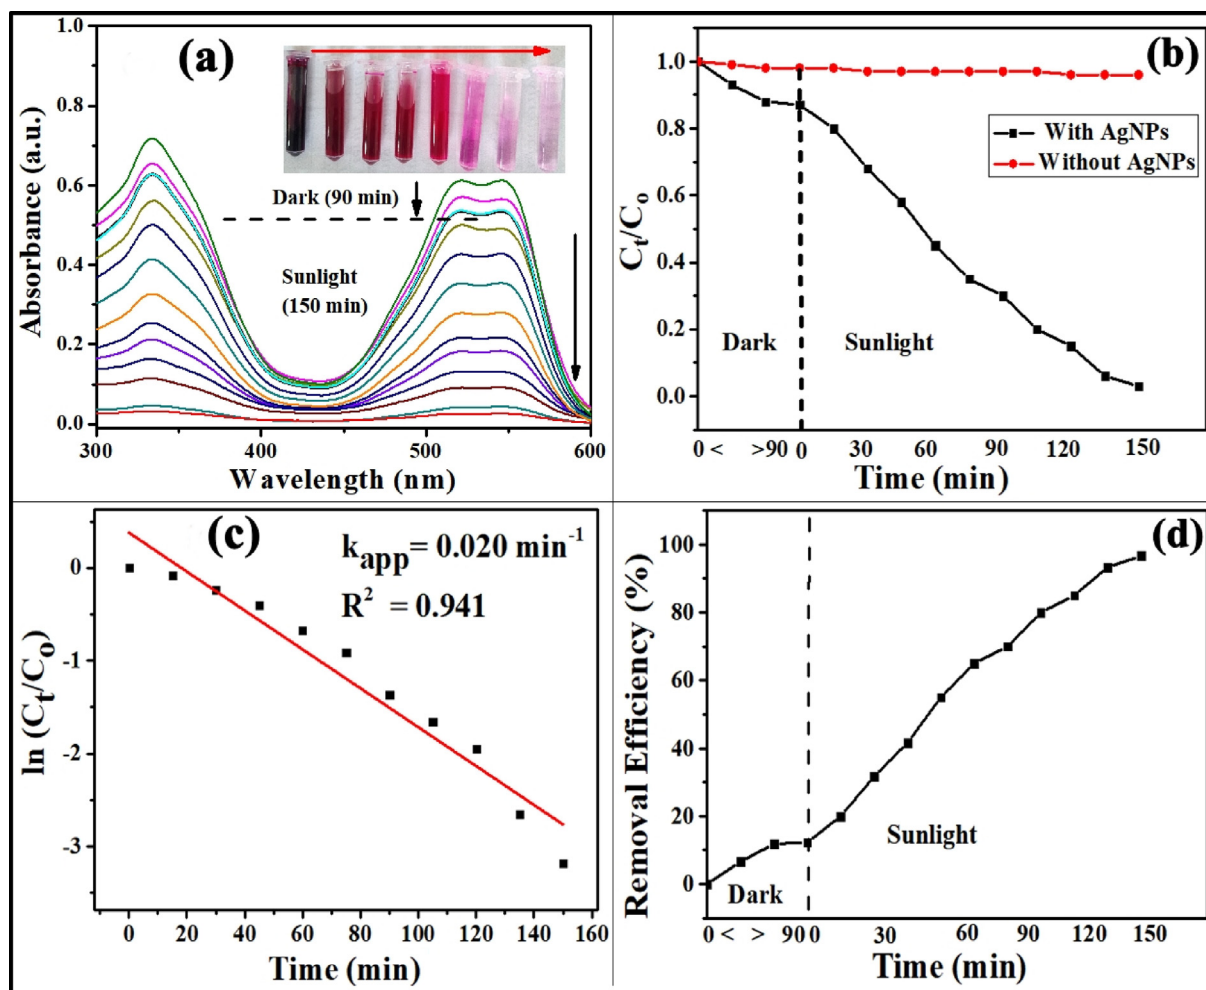 (a)
Absorbance (a.u.)
1.0
0.8
0.6
0.4
0.2
0.0
Dark (90 min)
Sunlight
(150 min)
300 400 500 600
Wavelength (nm)
(b)
Ct/Co
1.0
0.8
0.6
0.4
0.2
0.0
With AgNPs
Without AgNPs
Dark
Sunlight
0 < >90 0 30 60 90 120 150
Time (min)
(c)
ln (Ct/Co)
0
-1
-2
-3
kapp= 0.020 min-1
R2 = 0.941
0 20 40 60 80 100 120 140 160
Time (min)
(d)
Removal Efficiency (%)
100
80
60
40
20
0
Dark
Sunlight
0 < > 90 0 30 60 90 120 150
Time (min)